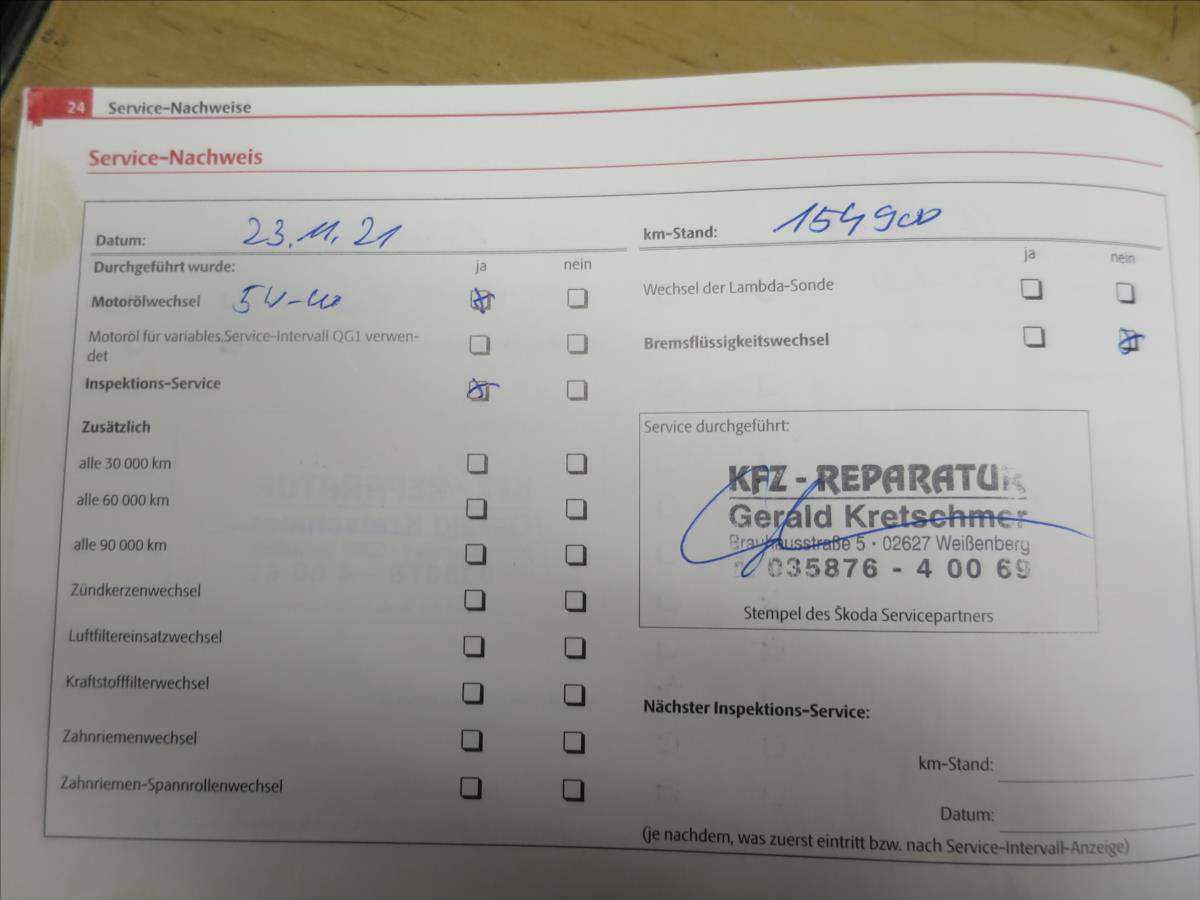 24 Service-Nachweise
Service-Nachweis
Datum: 23.11.21
km-Stand: 154900
Durchgeführt wurde: ja nein
Motorölwechsel 5W-40
Motoröl für variables Service-Intervall QG1 verwen-
det
Inspektions-Service
Zusätzlich
alle 30 000 km
alle 60 000 km
alle 90 000 km
Zündkerzenwechsel
Luftfiltereinsatzwechsel
Kraftstofffilterwechsel
Zahnriemenwechsel
Zahnriemen-Spannrollenwechsel
ja nein
Wechsel der Lambda-Sonde
Bremsflüssigkeitswechsel
Service durchgeführt:
KFZ - REPARATUR
Gerald Kretschmer
Brauhausstraße 5 · 02627 Weißenberg
035876 - 4 00 69
Stempel des Škoda Servicepartners
Nächster Inspektions-Service:
km-Stand:
Datum:
(je nachdem, was zuerst eintritt bzw. nach Service-Intervall-Anzeige)